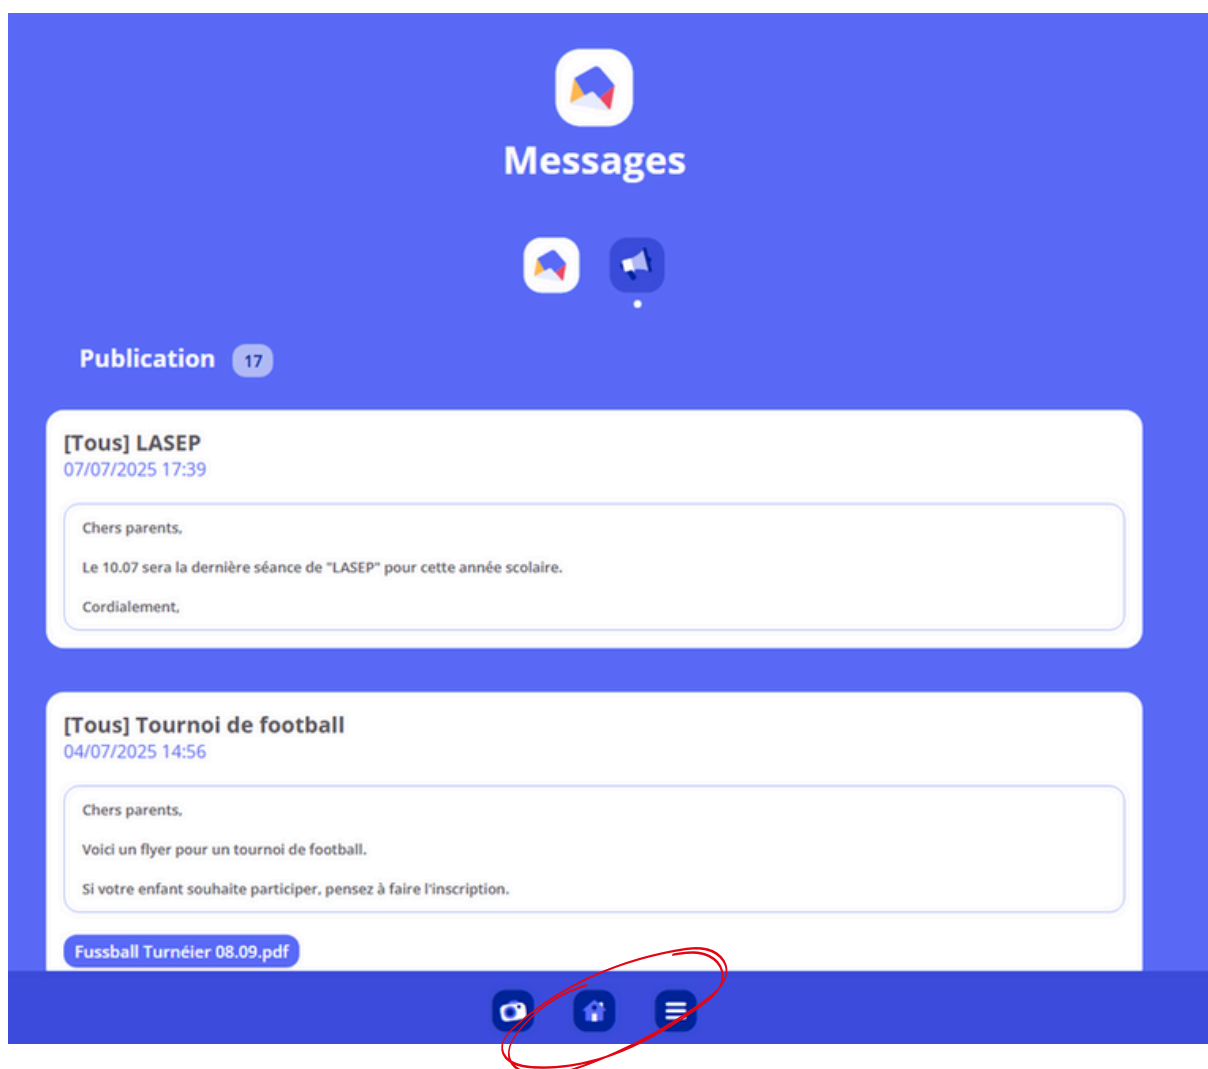 Messages
Publication 17
[Tous] LASEP
07/07/2025 17:39
Chers parents,
Le 10.07 sera la dernière séance de "LASEP" pour cette année scolaire.
Cordialement,
[Tous] Tournoi de football
04/07/2025 14:56
Chers parents,
Voici un flyer pour un tournoi de football.
Si votre enfant souhaite participer, pensez à faire l'inscription.
Fussball Turnéier 08.09.pdf